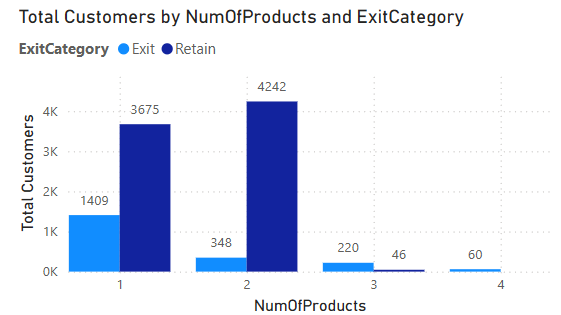 Total Customers by NumOfProducts and ExitCategory
ExitCategory Exit Retain
4242
4K
3675
3K
2K
1409
1K
348
220
46
60
0K
1 2 3 4
Total Customers
NumOfProducts